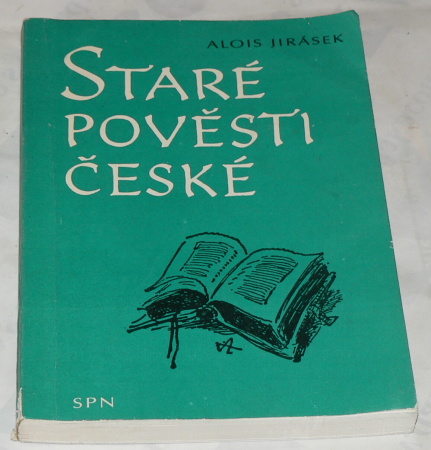 ALOIS JIRÁSEK
STARÉ
POVĚSTI
ČESKÉ
SPN